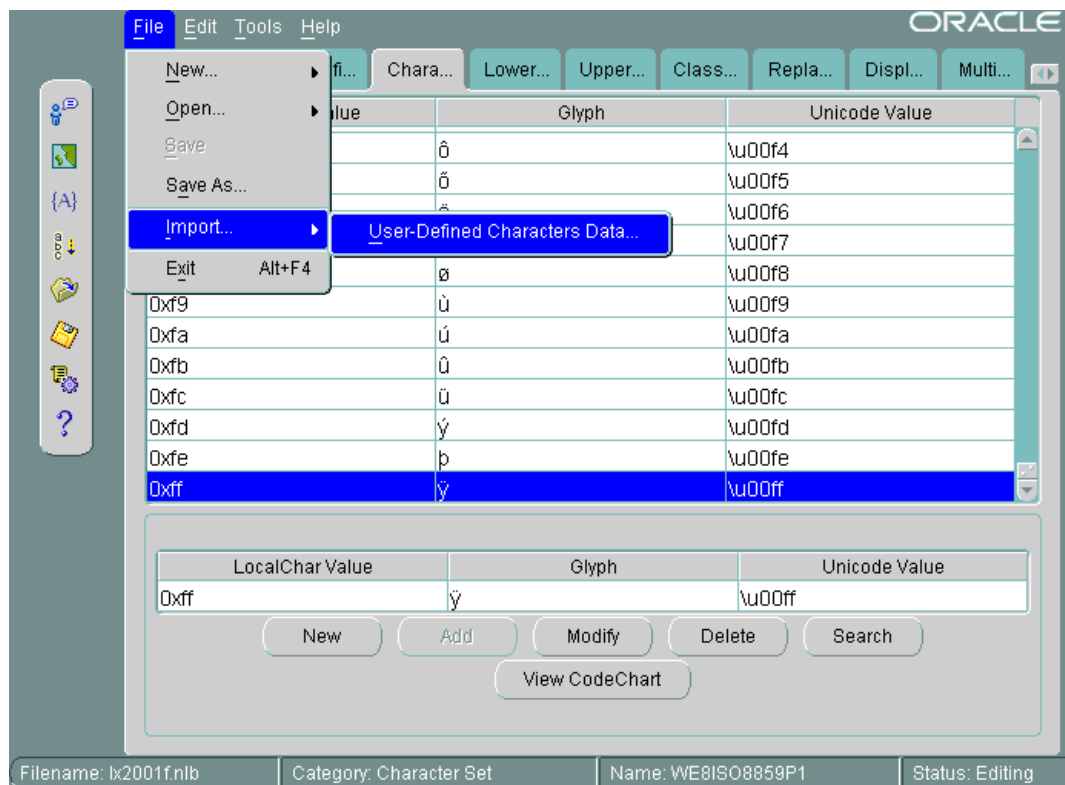 File Edit Tools Help
ORACLE
fi... Chara... Lower... Upper... Class... Repla... Displ... Multi...
New...
Open...
Save
Save As...
Import...
User-Defined Characters Data...
Exit Alt+F4
Glyph Unicode Value
ô \u00f4
\u00f5
\u00f6
\u00f7
ø \u00f8
0xf9 ù \u00f9
0xfa ú \u00fa
0xfb û \u00fb
0xfc ü \u00fc
0xfd ý \u00fd
0xfe þ \u00fe
0xff ÿ \u00ff
LocalChar Value Glyph Unicode Value
0xff ÿ \u00ff
New Add Modify Delete Search
View CodeChart
{A}
a
b
c
?
Filename: lx2001f.nlb Category: Character Set Name: WE8ISO8859P1 Status: Editing